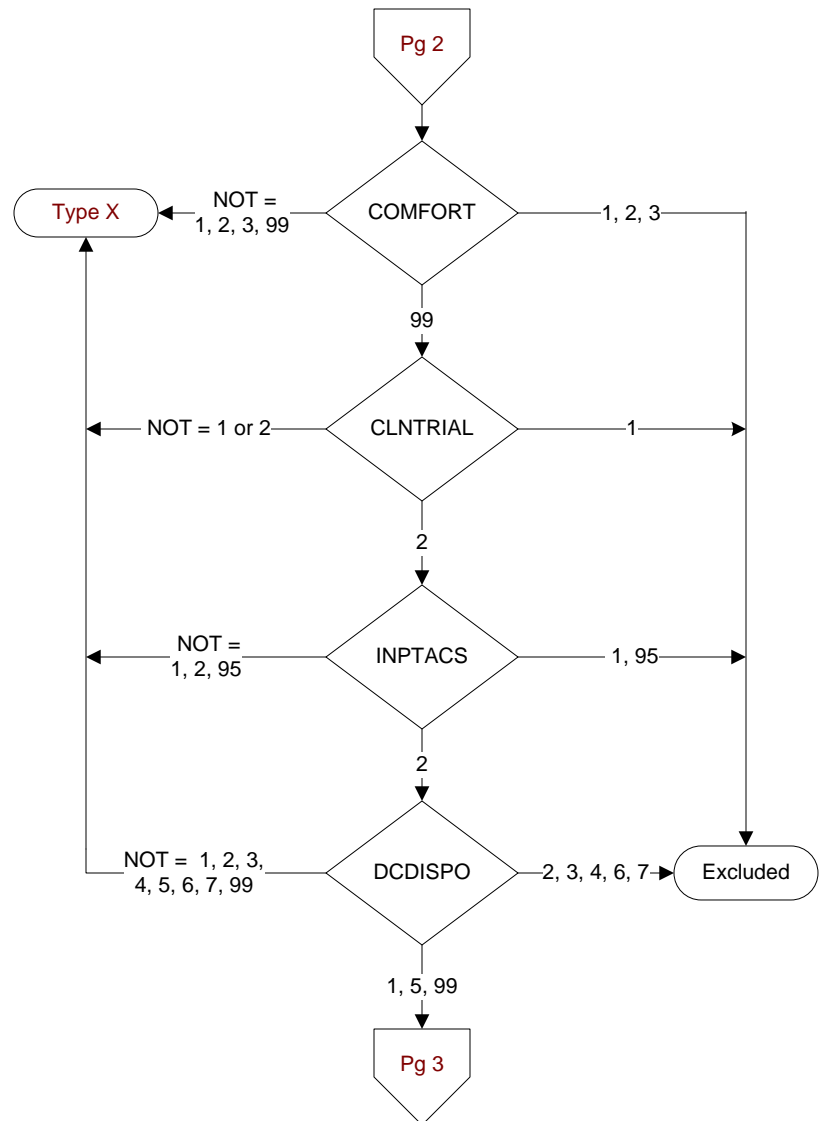 Pg 2
Type X
NOT =
1, 2, 3, 99
COMFORT
1, 2, 3
99
NOT = 1 or 2
CLNTRIAL
1
2
NOT =
1, 2, 95
INPTACS
1, 95
2
NOT = 1, 2, 3,
4, 5, 6, 7, 99
DCDISPO
2, 3, 4, 6, 7
Excluded
1, 5, 99
Pg 3